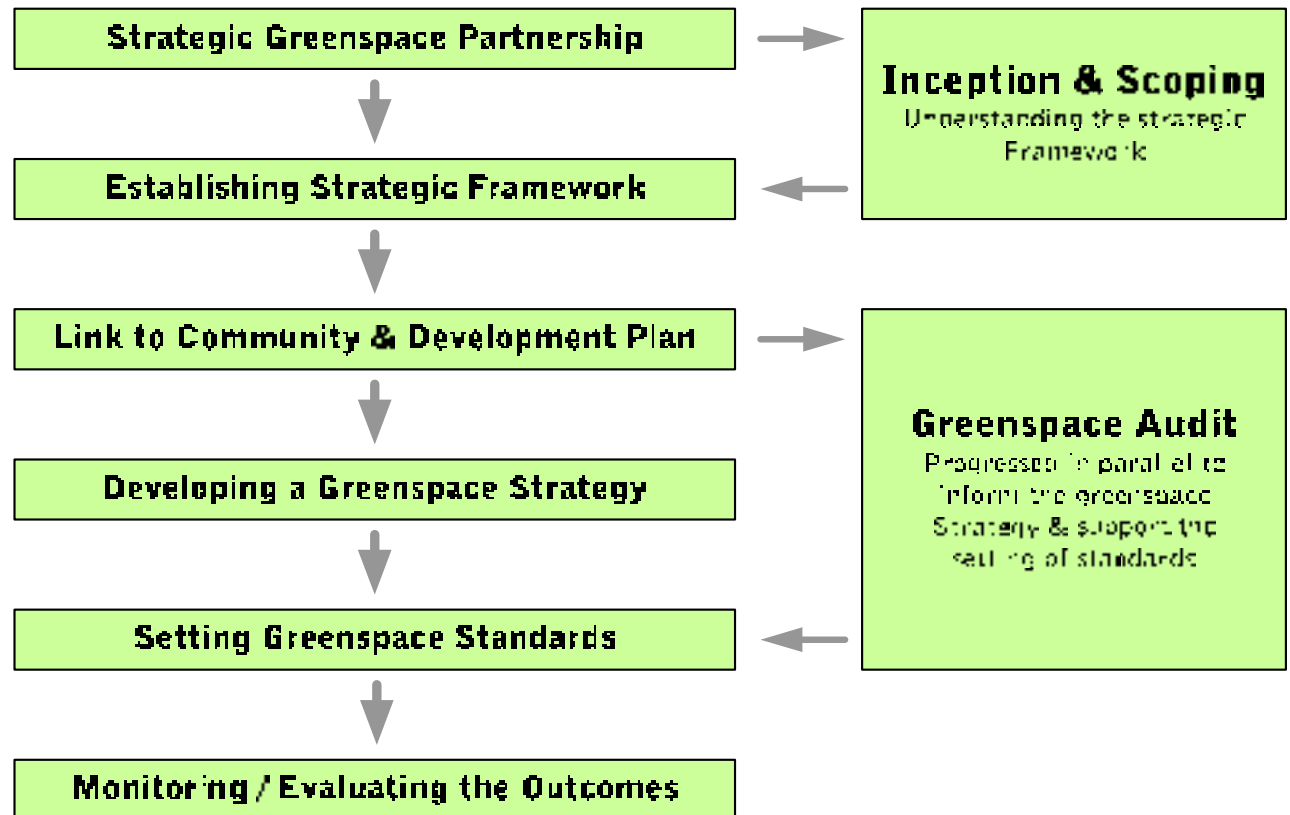 Strategic Greenspace Partnership
Inception & Scoping
Understanding the strategic
Framework
Establishing Strategic Framework
Link to Community & Development Plan
Greenspace Audit
Progressed in parallel to
inform the greenspace
Strategy & support the
setting of standards
Developing a Greenspace Strategy
Setting Greenspace Standards
Monitoring / Evaluating the Outcomes